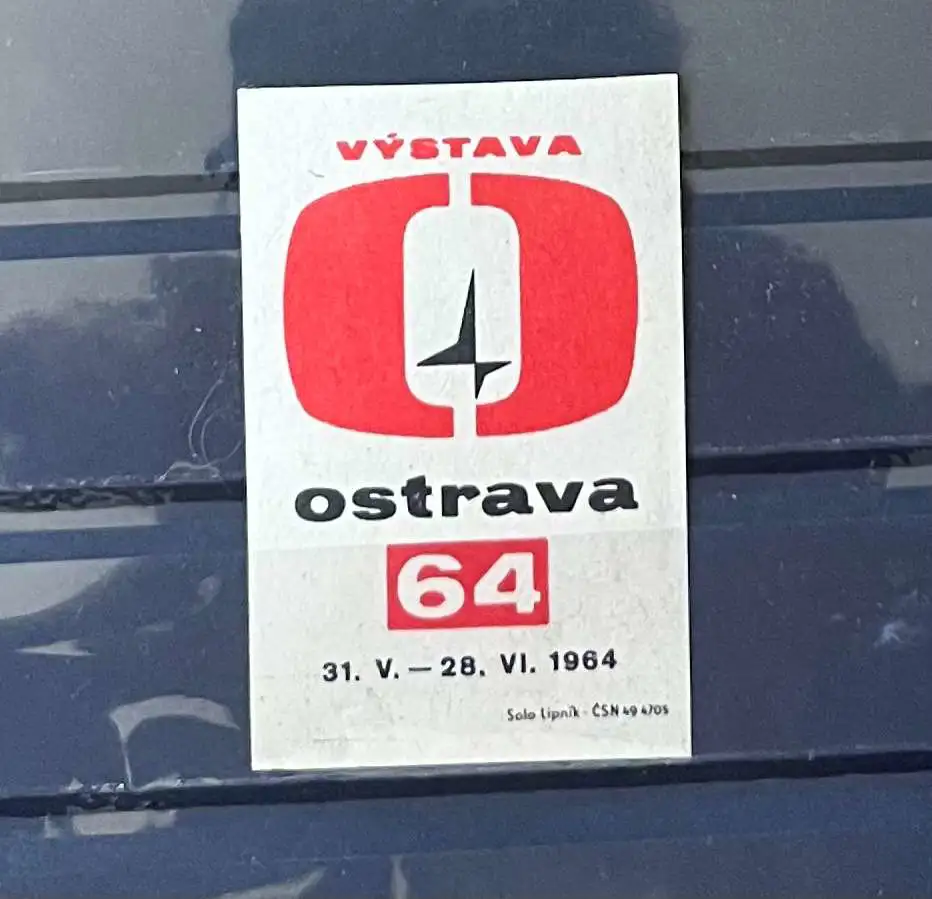 VÝSTAVA
ostrava
64
31. V. — 28. VI. 1964
Solo Lipník - ČSN 49 4705